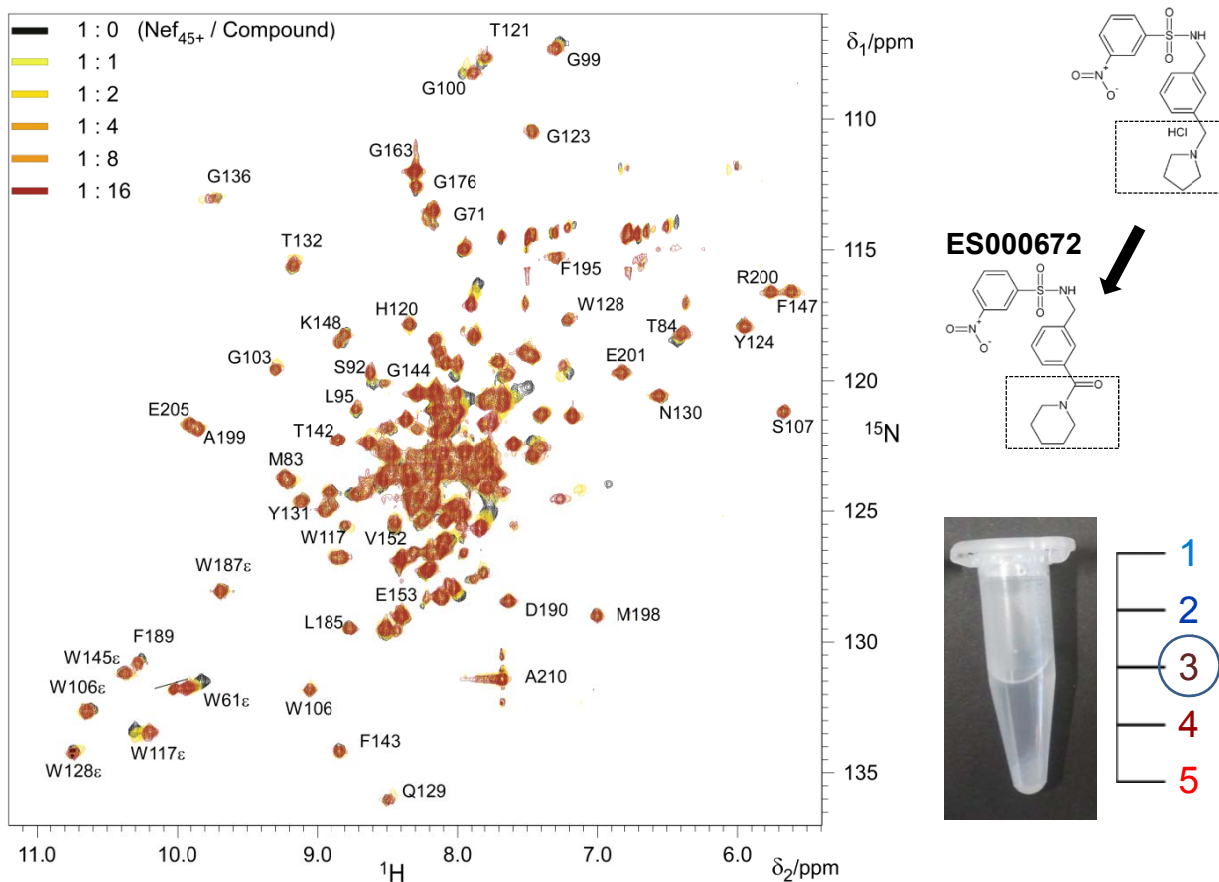 1 : 0 (Nef45+ / Compound)
1 : 1
1 : 2
1 : 4
1 : 8
1 : 16
T121
G99
G100
G123
G163
G176
G71
G136
T132
F195
R200
F147
W128
H120
K148
T84
Y124
G103
S92
G144
E201
L95
N130
S107
E205
A199
T142
M83
Y131
W117
V152
W187ε
E153
D190
M198
L185
F189
W145ε
W106ε
W61ε
W106
A210
W117ε
W128ε
F143
Q129
δ1/ppm
110
115
120
15N
125
130
135
11.0 10.0 9.0 8.0 7.0 6.0
1H
δ2/ppm
O
S
NH
O
O
N+
O-
HCl
N
ES000672
O
S
NH
O
O
N+
O-
O
N
1
2
3
4
5